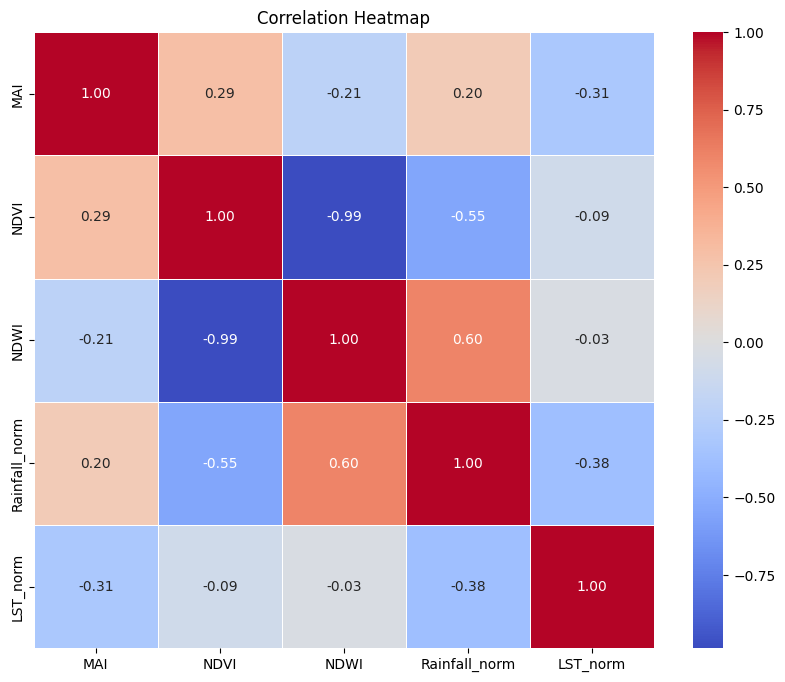 Correlation Heatmap
MAI 1.00 0.29 -0.21 0.20 -0.31
NDVI 0.29 1.00 -0.99 -0.55 -0.09
NDWI -0.21 -0.99 1.00 0.60 -0.03
Rainfall_norm 0.20 -0.55 0.60 1.00 -0.38
LST_norm -0.31 -0.09 -0.03 -0.38 1.00
MAI NDVI NDWI Rainfall_norm LST_norm
1.00
0.75
0.50
0.25
0.00
−0.25
−0.50
−0.75